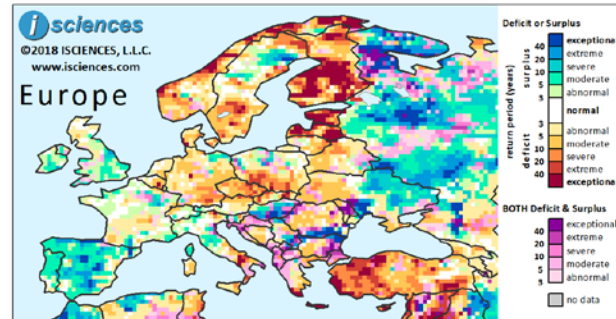 isciences
©2018 ISCIENCES, L.L.C.
www.isciences.com
Europe
Deficit or Surplus
return period (years)
surplus
40 exceptional
20 extreme
10 severe
5 moderate
3 abnormal
normal
deficit
3 abnormal
5 moderate
10 severe
20 extreme
40 exceptional
BOTH Deficit & Surplus
40 exceptional
20 extreme
10 severe
5 moderate
3 abnormal
no data